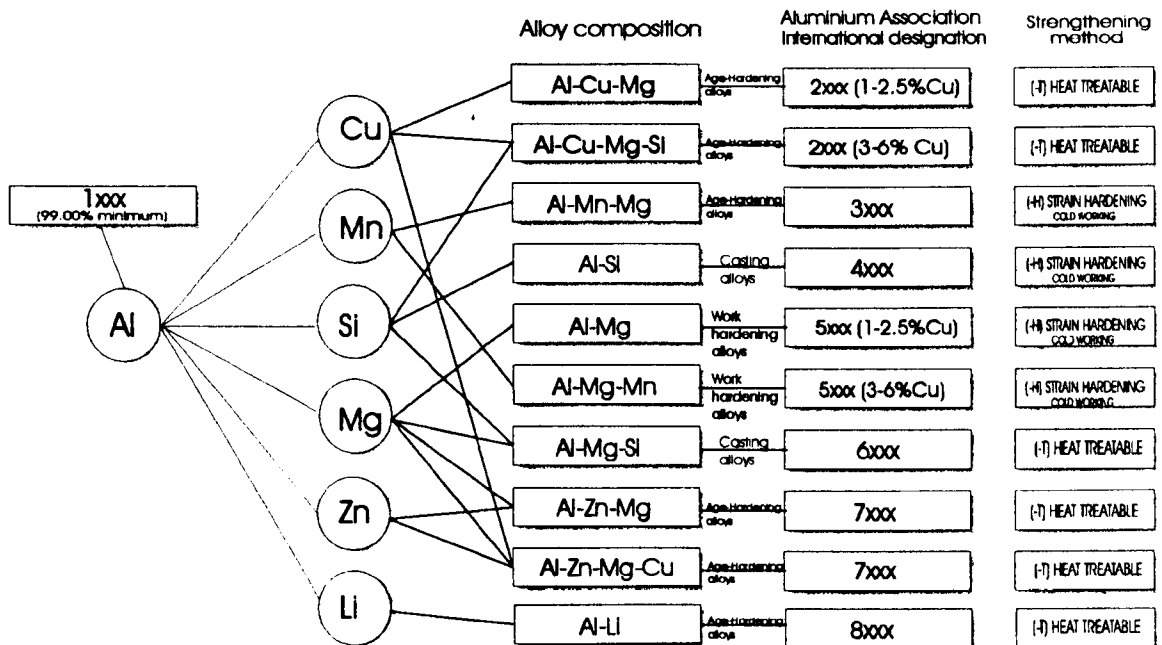 Alloy composition
Aluminium Association
International designation
Strengthening
method
1xxx
(99.00% minimum)
Al
Cu
Mn
Si
Mg
Zn
Li
Al-Cu-Mg
Age-Hardening
alloys
2xxx (1-2.5%Cu)
(-T) HEAT TREATABLE
Al-Cu-Mg-Si
Age-Hardening
alloys
2xxx (3-6% Cu)
(-T) HEAT TREATABLE
Al-Mn-Mg
Age-Hardening
alloys
3xxx
(-H) STRAIN HARDENING
COLD WORKING
Al-Si
Casting
alloys
4xxx
(-H) STRAIN HARDENING
COLD WORKING
Al-Mg
Work
hardening
alloys
5xxx (1-2.5%Cu)
(-H) STRAIN HARDENING
COLD WORKING
Al-Mg-Mn
Work
hardening
alloys
5xxx (3-6%Cu)
(-H) STRAIN HARDENING
COLD WORKING
Al-Mg-Si
Casting
alloys
6xxx
(-T) HEAT TREATABLE
Al-Zn-Mg
Age-Hardening
alloys
7xxx
(-T) HEAT TREATABLE
Al-Zn-Mg-Cu
Age-Hardening
alloys
7xxx
(-T) HEAT TREATABLE
Al-Li
Age-Hardening
alloys
8xxx
(-T) HEAT TREATABLE